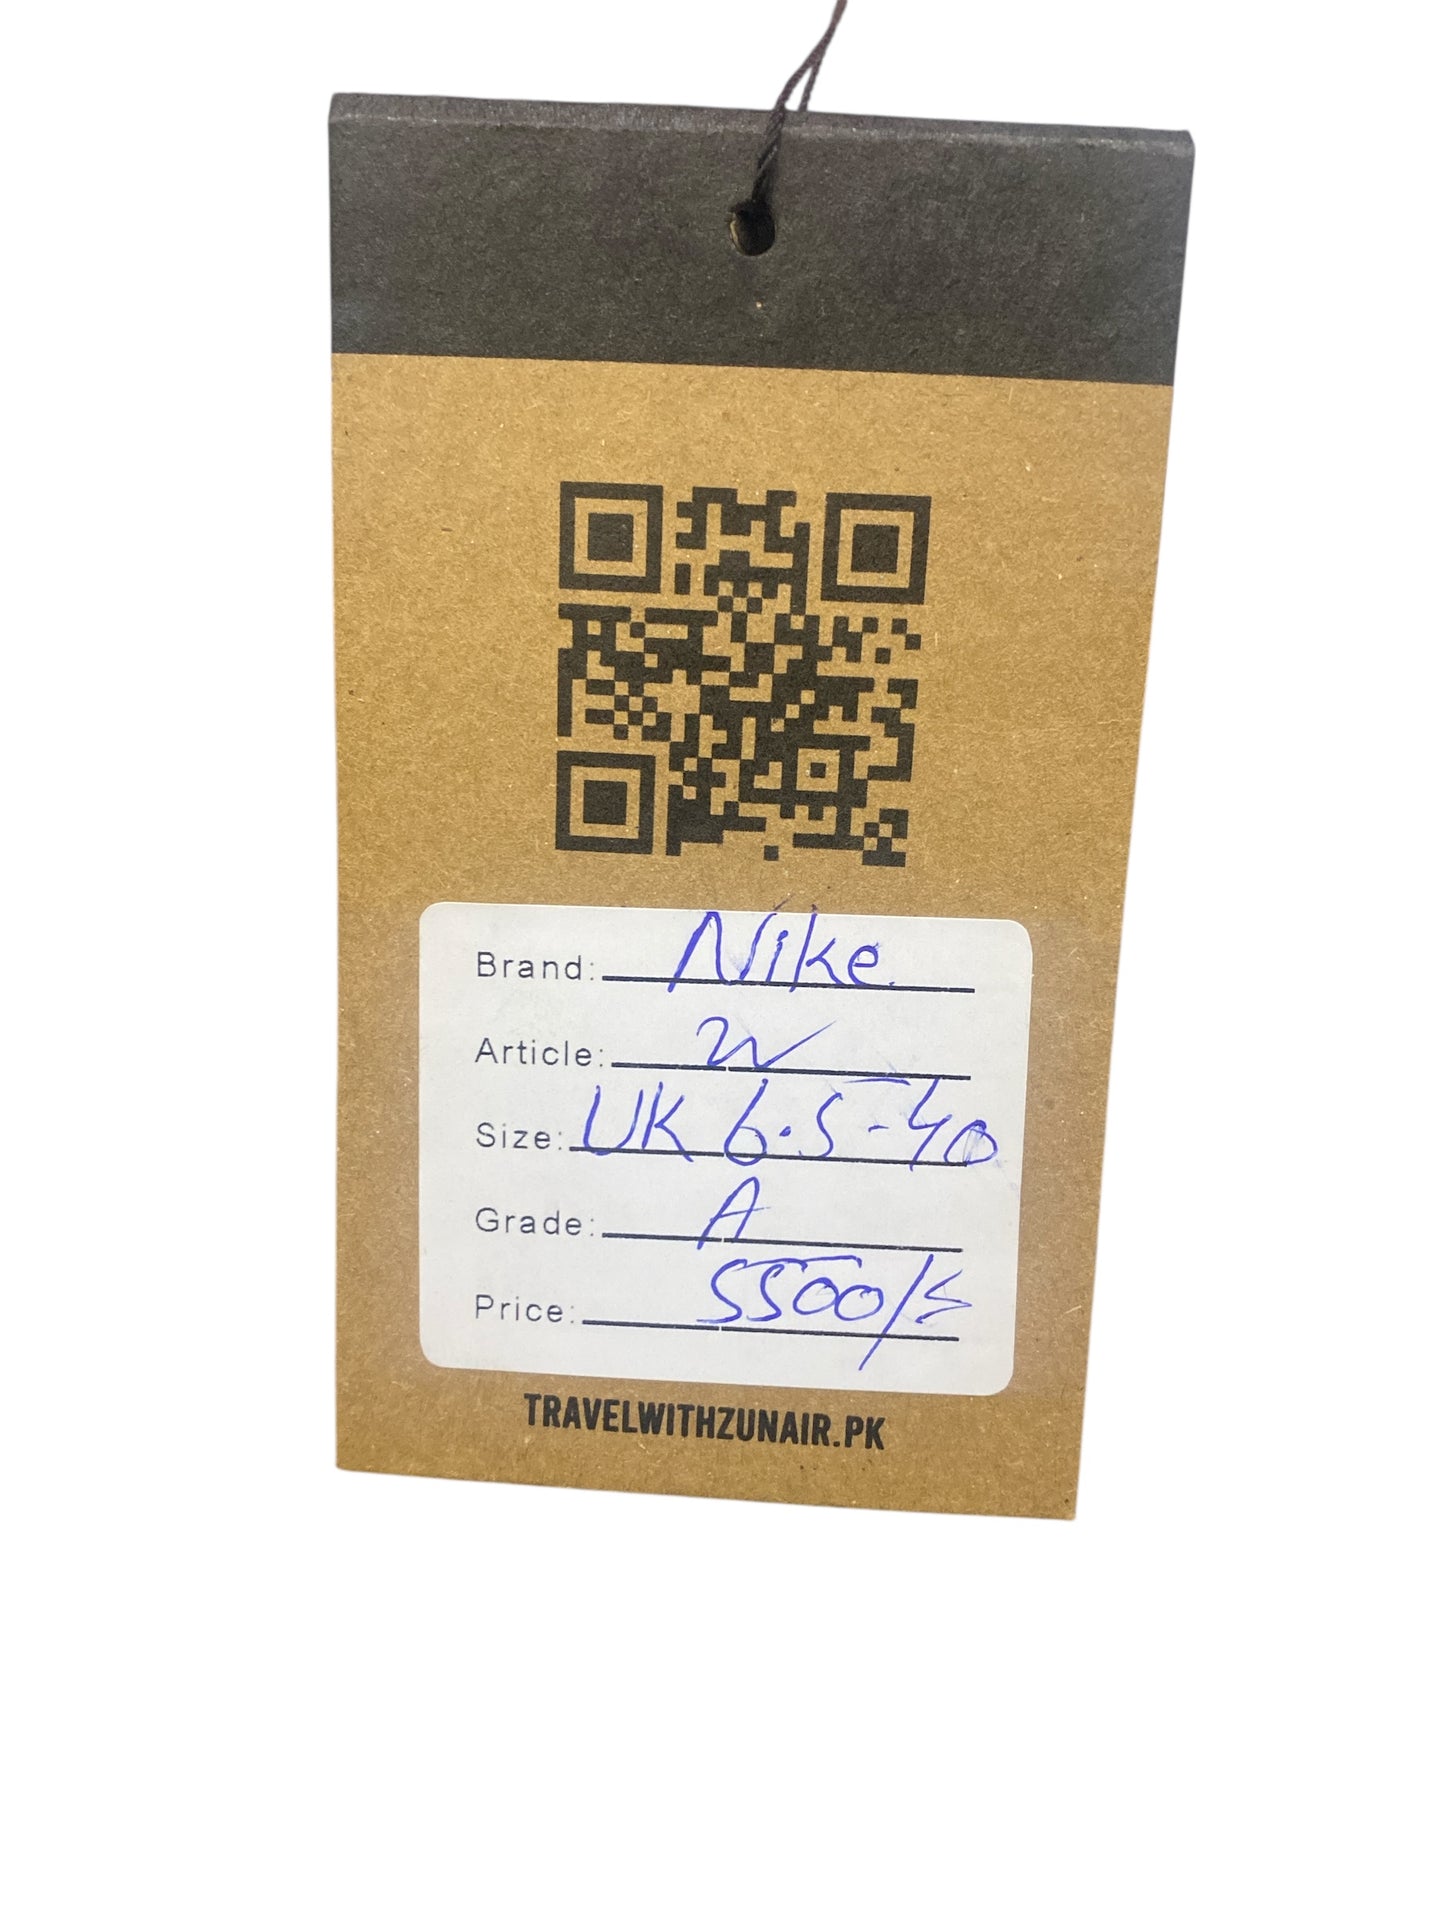 Brand: Nike
Article: W
Size: UK 6.5-40
Grade: A
Price: 5500/
TRAVELWITHZUNAIR.PK